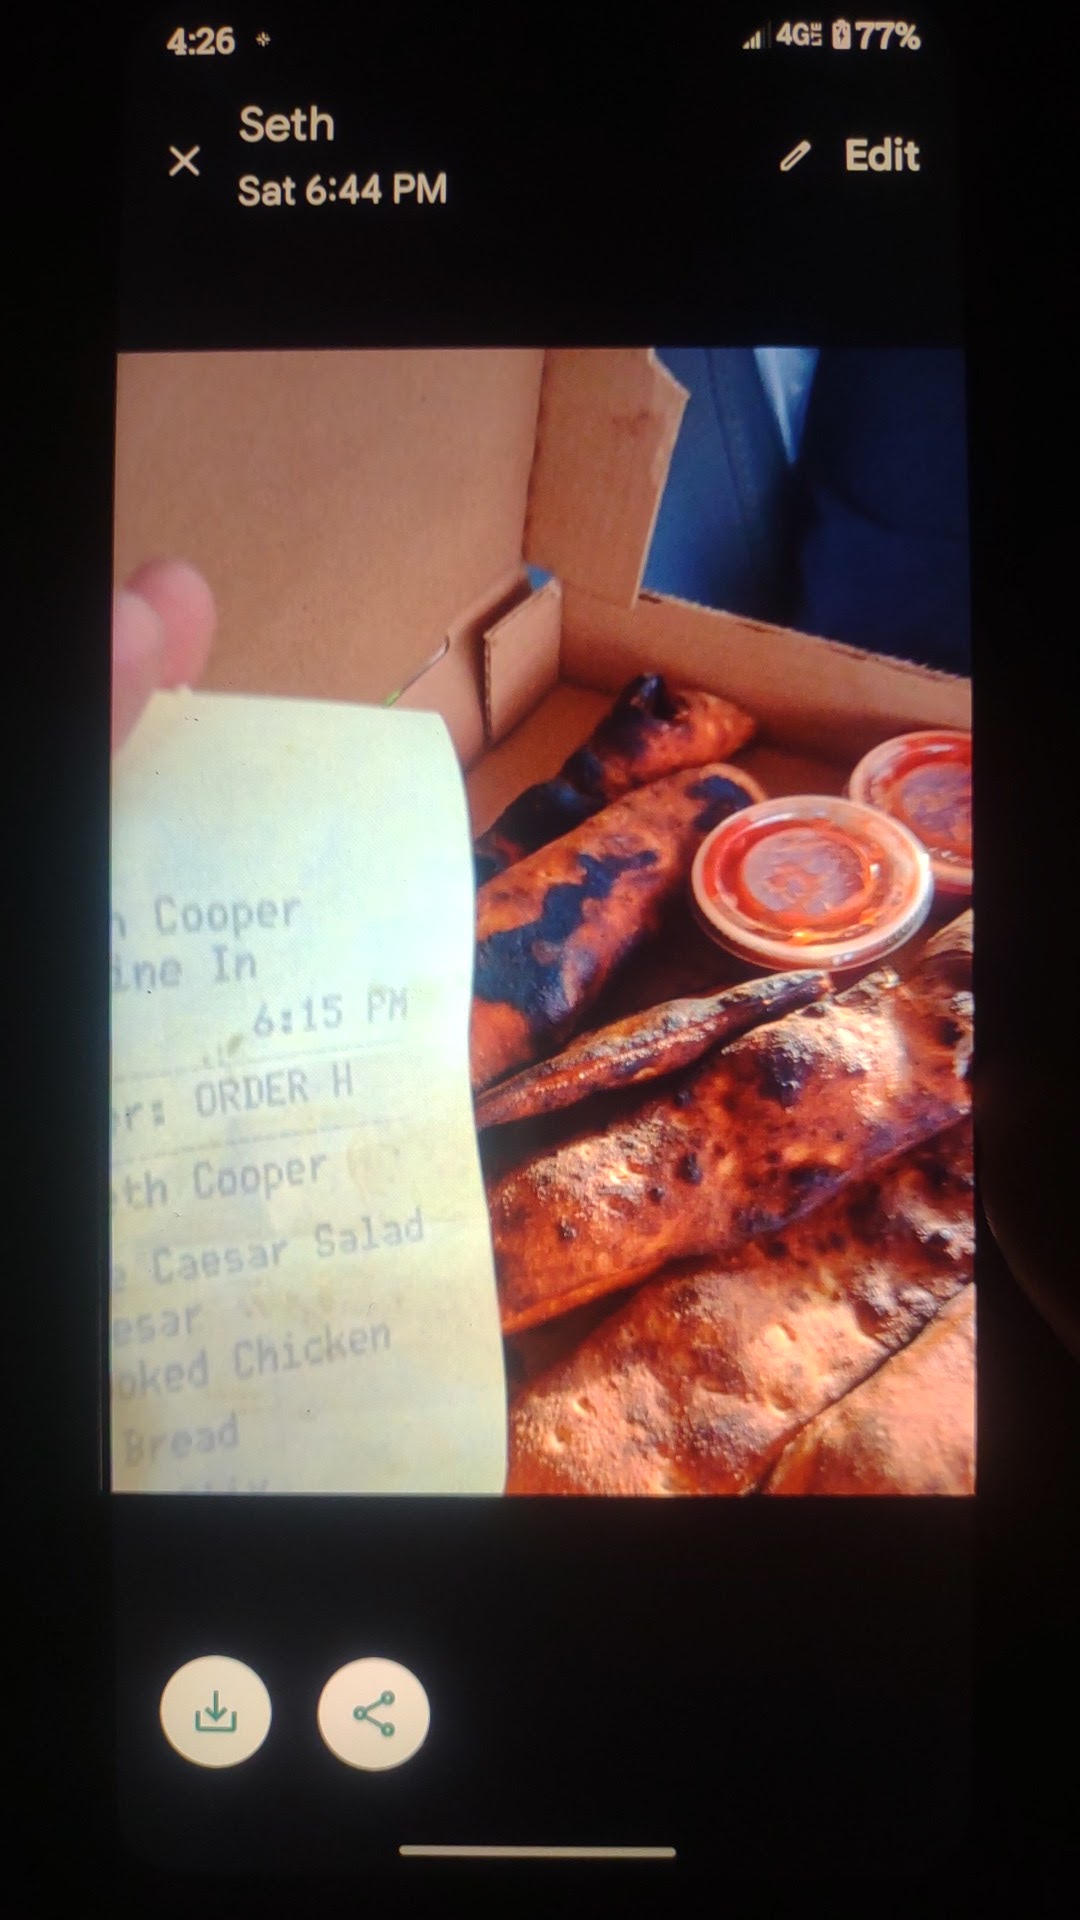 4:26 4GLTE 77%
Seth
Sat 6:44 PM
Edit
Cooper
ine In
6:15 PM
r: ORDER H
th Cooper
Caesar Salad
esar
oked Chicken
Bread